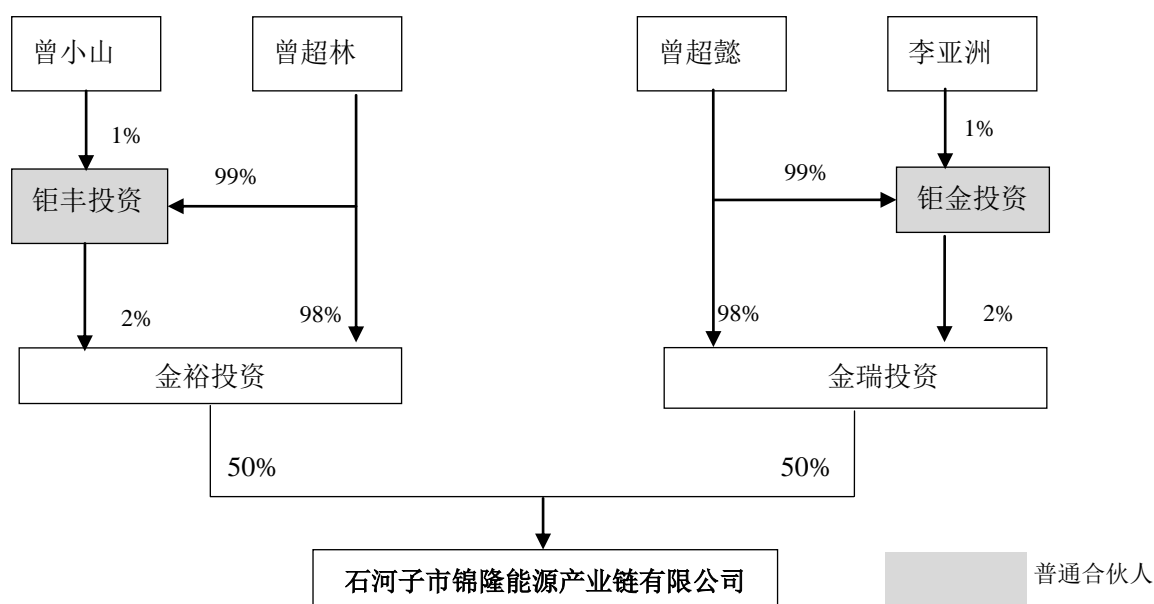 曾小山
曾超林
曾超懿
李亚洲
1%
1%
99%
99%
钜丰投资
钜金投资
2%
98%
98%
2%
金裕投资
金瑞投资
50%
50%
石河子市锦隆能源产业链有限公司
普通合伙人